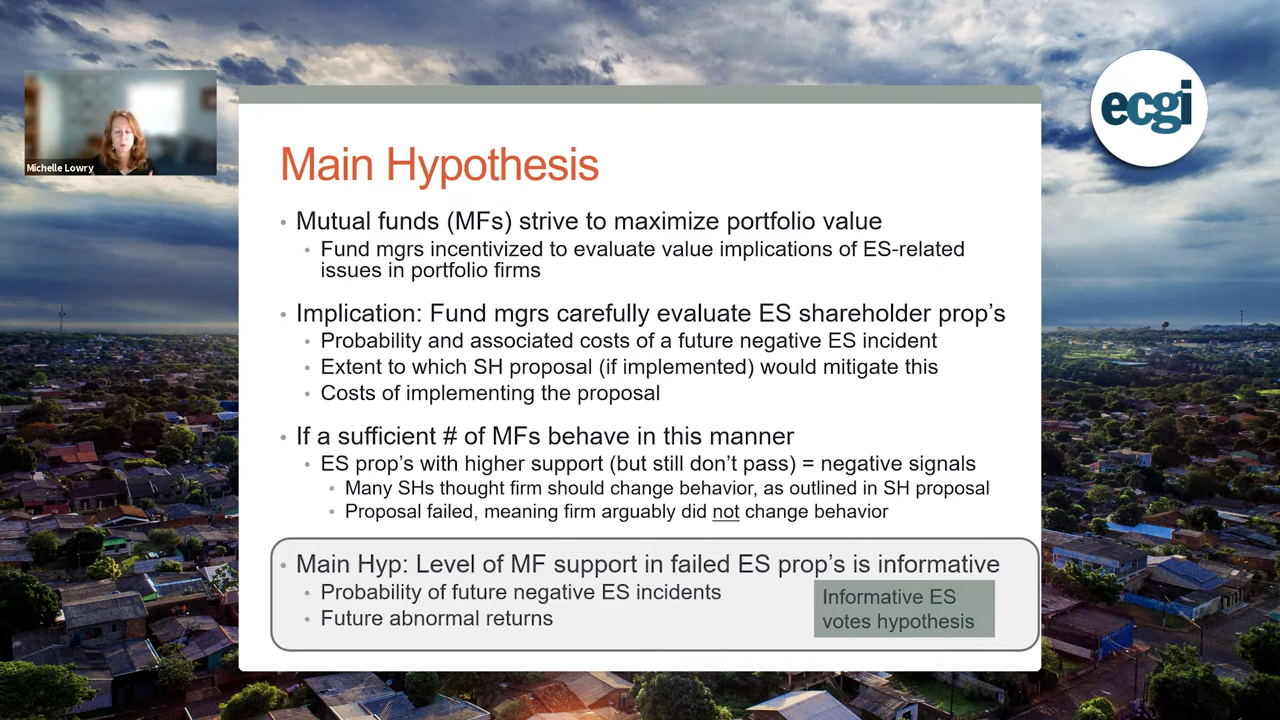 Michelle Lowry
ecgi
Main Hypothesis
• Mutual funds (MFs) strive to maximize portfolio value
• Fund mgrs incentivized to evaluate value implications of ES-related
issues in portfolio firms
• Implication: Fund mgrs carefully evaluate ES shareholder prop's
• Probability and associated costs of a future negative ES incident
• Extent to which SH proposal (if implemented) would mitigate this
• Costs of implementing the proposal
• If a sufficient # of MFs behave in this manner
• ES prop's with higher support (but still don't pass) = negative signals
• Many SHs thought firm should change behavior, as outlined in SH proposal
• Proposal failed, meaning firm arguably did not change behavior
• Main Hyp: Level of MF support in failed ES prop's is informative
• Probability of future negative ES incidents
• Future abnormal returns
Informative ES
votes hypothesis